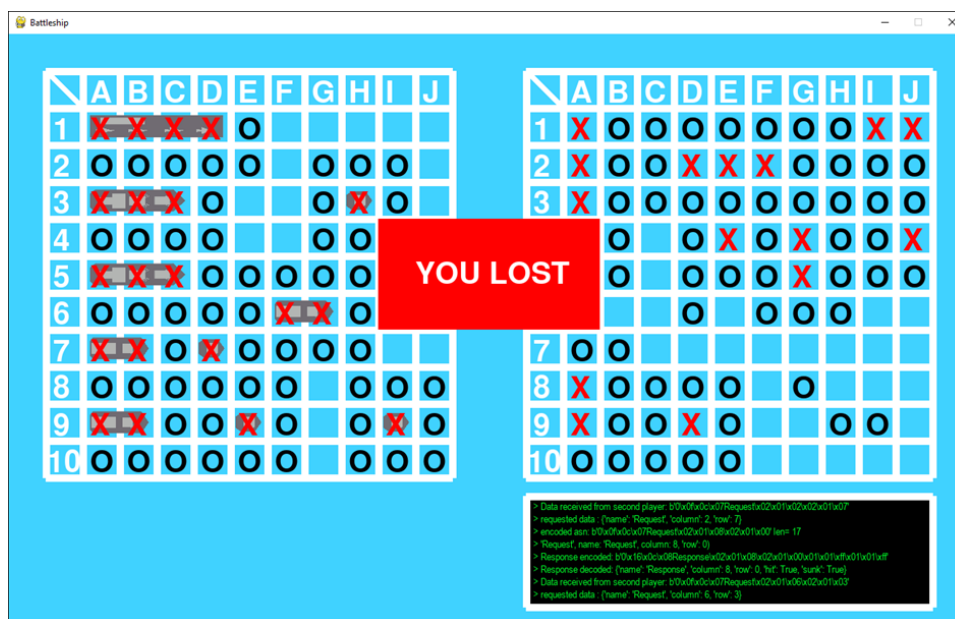 Battleship
A B C D E F G H I J
1 X X X X O
2 O O O O O O O O
3 X X X O O X O
4 O O O O O O
5 X X X O O O O O
6 O O O O O X X O
7 X X O X O O O O
8 O O O O O O O O O
9 X X O O X O O X O
10 O O O O O O O O O
A B C D E F G H I J
1 X O O O O O O O X X
2 X O O X X X O O O O
3 X O O O O O O O O O
O O X O X O O X
O O O O X O O O
O O O O
7 O O
8 X O O O O O
9 X O O X O O O
10 O O O O O
YOU LOST
> Data received from second player: b'0\x0f\x0c\x07Request\x02\x01\x02\x02\x01\x07'
> requested data : {'name': 'Request', 'column': 2, 'row': 7}
> encoded asn: b'0\x0f\x0c\x07Request\x02\x01\x08\x02\x01\x00' len= 17
> 'Request', name: 'Request', column: 8, 'row': 0}
> Response encoded: b'0\x16\x0c\x08Response\x02\x01\x08\x02\x01\x00\x01\x01\xff\x01\x01\xff'
> Response decoded: {'name': 'Response', 'column': 8, 'row': 0, 'hit': True, 'sunk': True}
> Data received from second player: b'0\x0f\x0c\x07Request\x02\x01\x06\x02\x01\x03'
> requested data : {'name': 'Request', 'column': 6, 'row': 3}